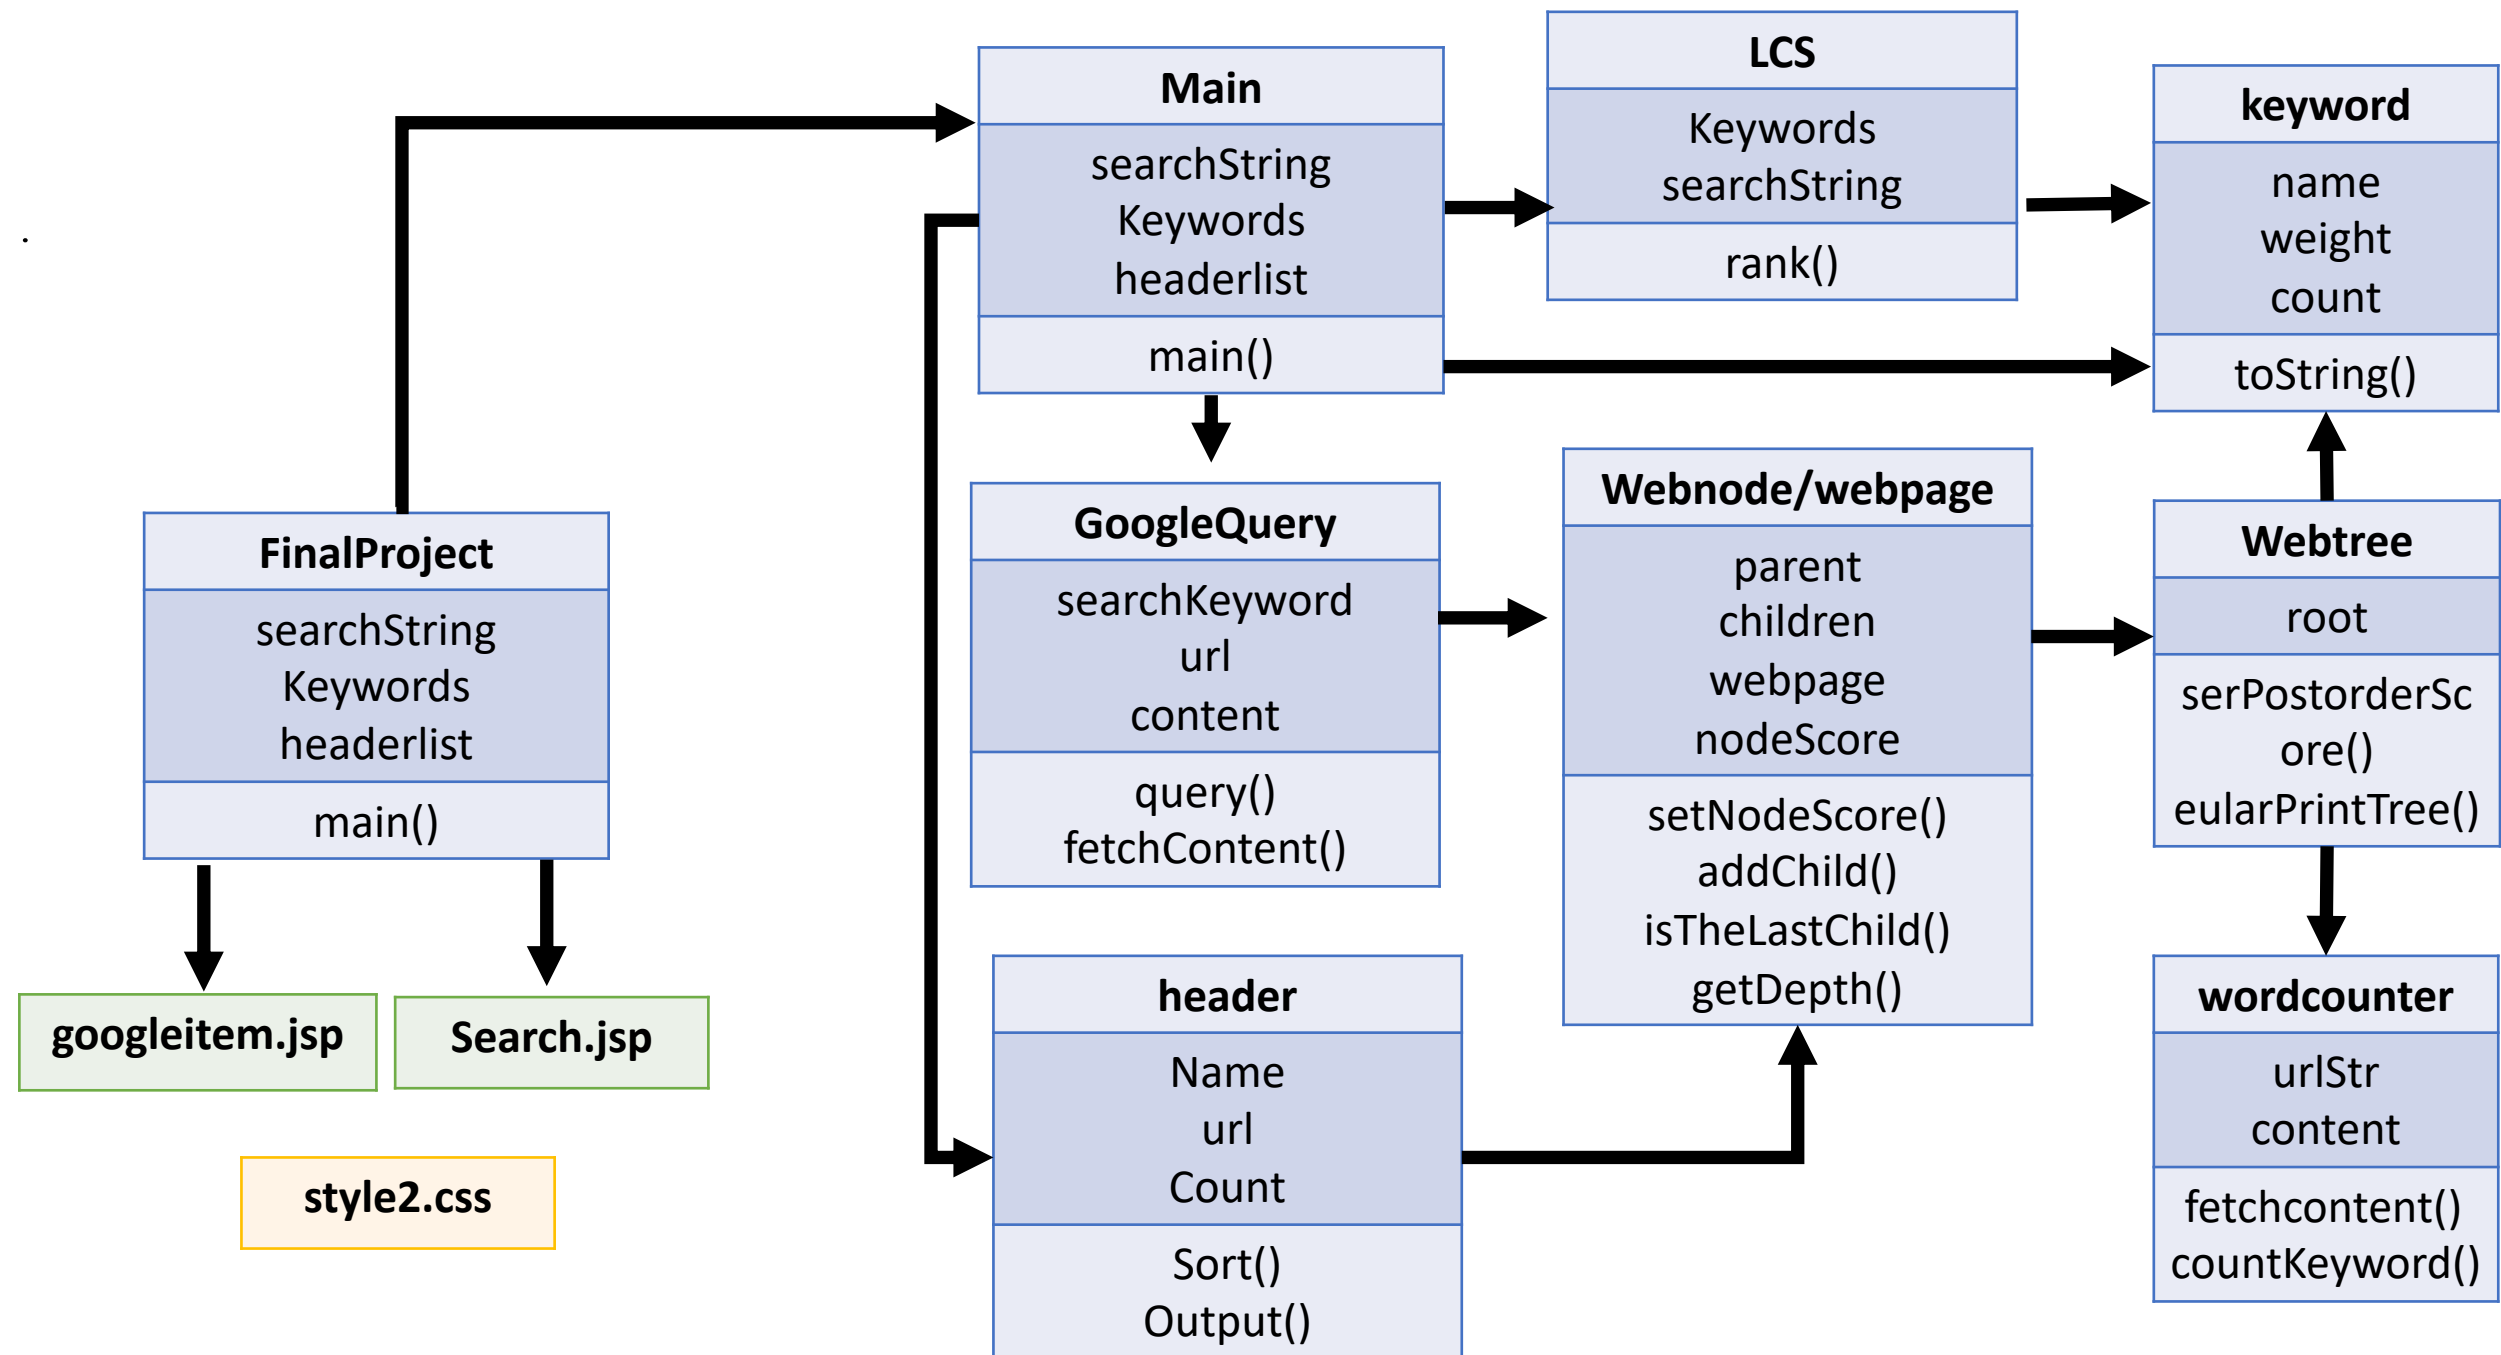 Main
searchString
Keywords
headerlist
main()
LCS
Keywords
searchString
rank()
keyword
name
weight
count
toString()
.
FinalProject
searchString
Keywords
headerlist
main()
GoogleQuery
searchKeyword
url
content
query()
fetchContent()
Webnode/webpage
parent
children
webpage
nodeScore
setNodeScore()
addChild()
isTheLastChild()
getDepth()
Webtree
root
serPostorderSc
ore()
eularPrintTree()
googleitem.jsp
Search.jsp
style2.css
header
Name
url
Count
Sort()
Output()
wordcounter
urlStr
content
fetchcontent()
countKeyword()